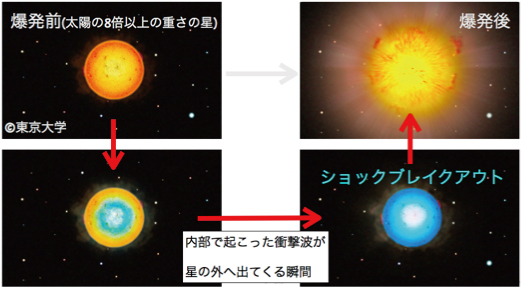 爆発前(太陽の8倍以上の重さの星)
爆発後
©東京大学
ショックブレイクアウト
内部で起こった衝撃波が
星の外へ出てくる瞬間